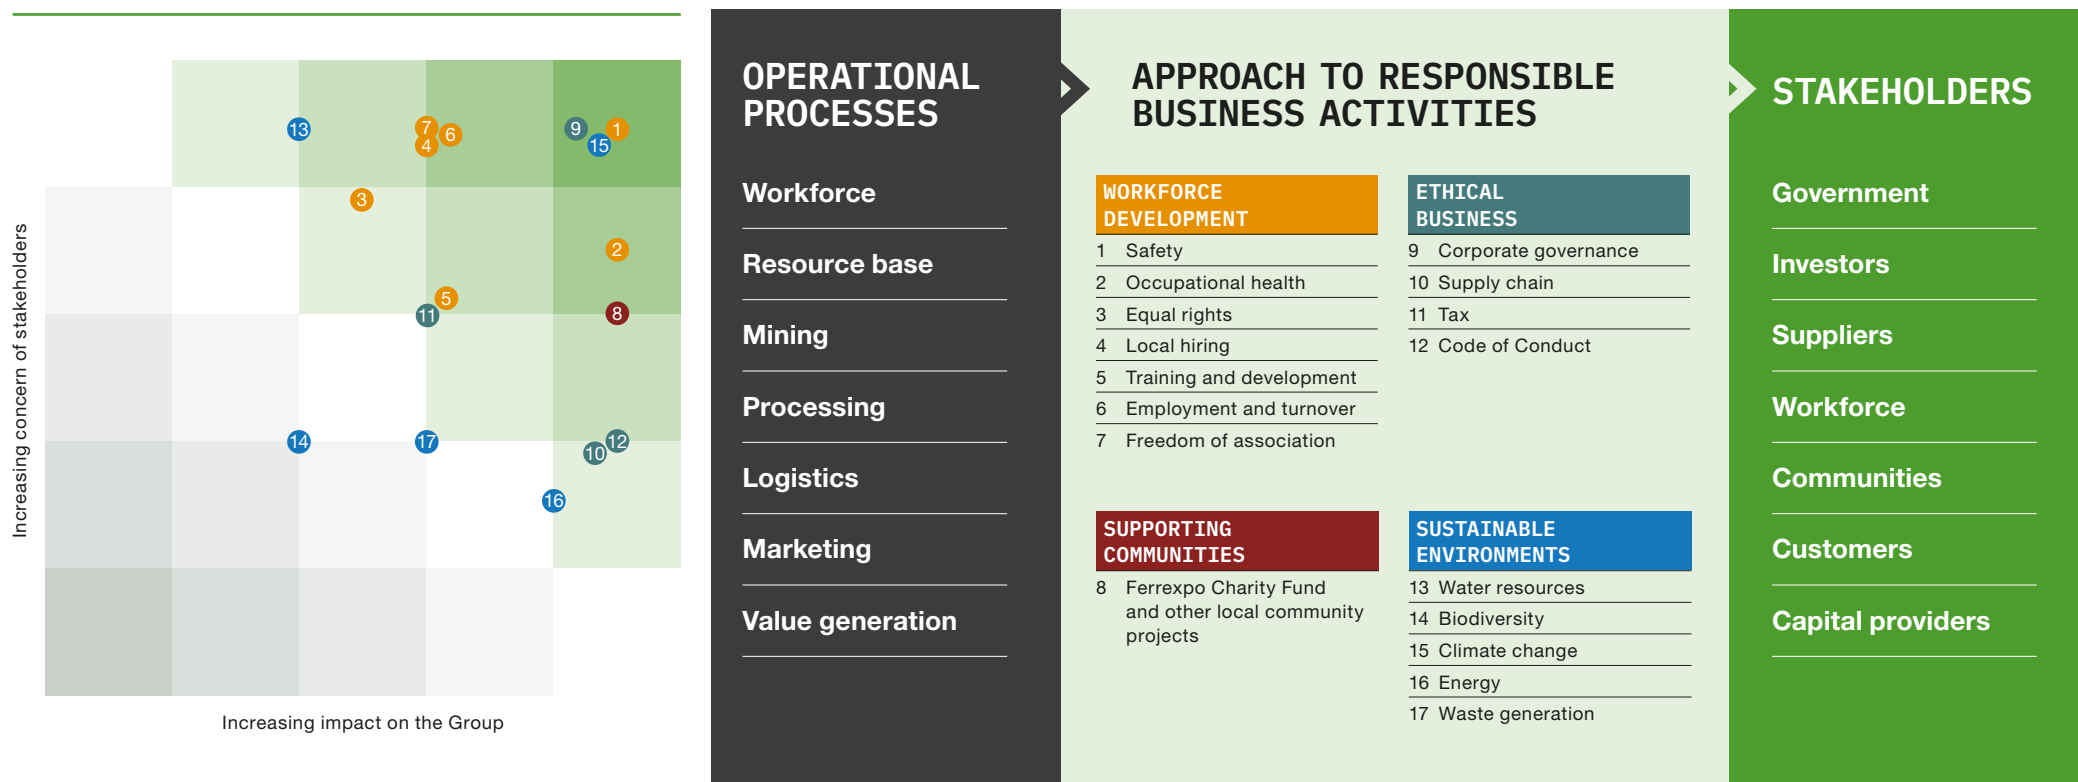 Increasing concern of stakeholders
13
7
6
4
9
1
15
3
2
5
11
8
14
17
12
10
16
Increasing impact on the Group
OPERATIONAL
PROCESSES
Workforce
Resource base
Mining
Processing
Logistics
Marketing
Value generation
APPROACH TO RESPONSIBLE
BUSINESS ACTIVITIES
WORKFORCE
DEVELOPMENT
1 Safety
2 Occupational health
3 Equal rights
4 Local hiring
5 Training and development
6 Employment and turnover
7 Freedom of association
ETHICAL
BUSINESS
9 Corporate governance
10 Supply chain
11 Tax
12 Code of Conduct
SUPPORTING
COMMUNITIES
8 Ferrexpo Charity Fund
and other local community
projects
SUSTAINABLE
ENVIRONMENTS
13 Water resources
14 Biodiversity
15 Climate change
16 Energy
17 Waste generation
STAKEHOLDERS
Government
Investors
Suppliers
Workforce
Communities
Customers
Capital providers